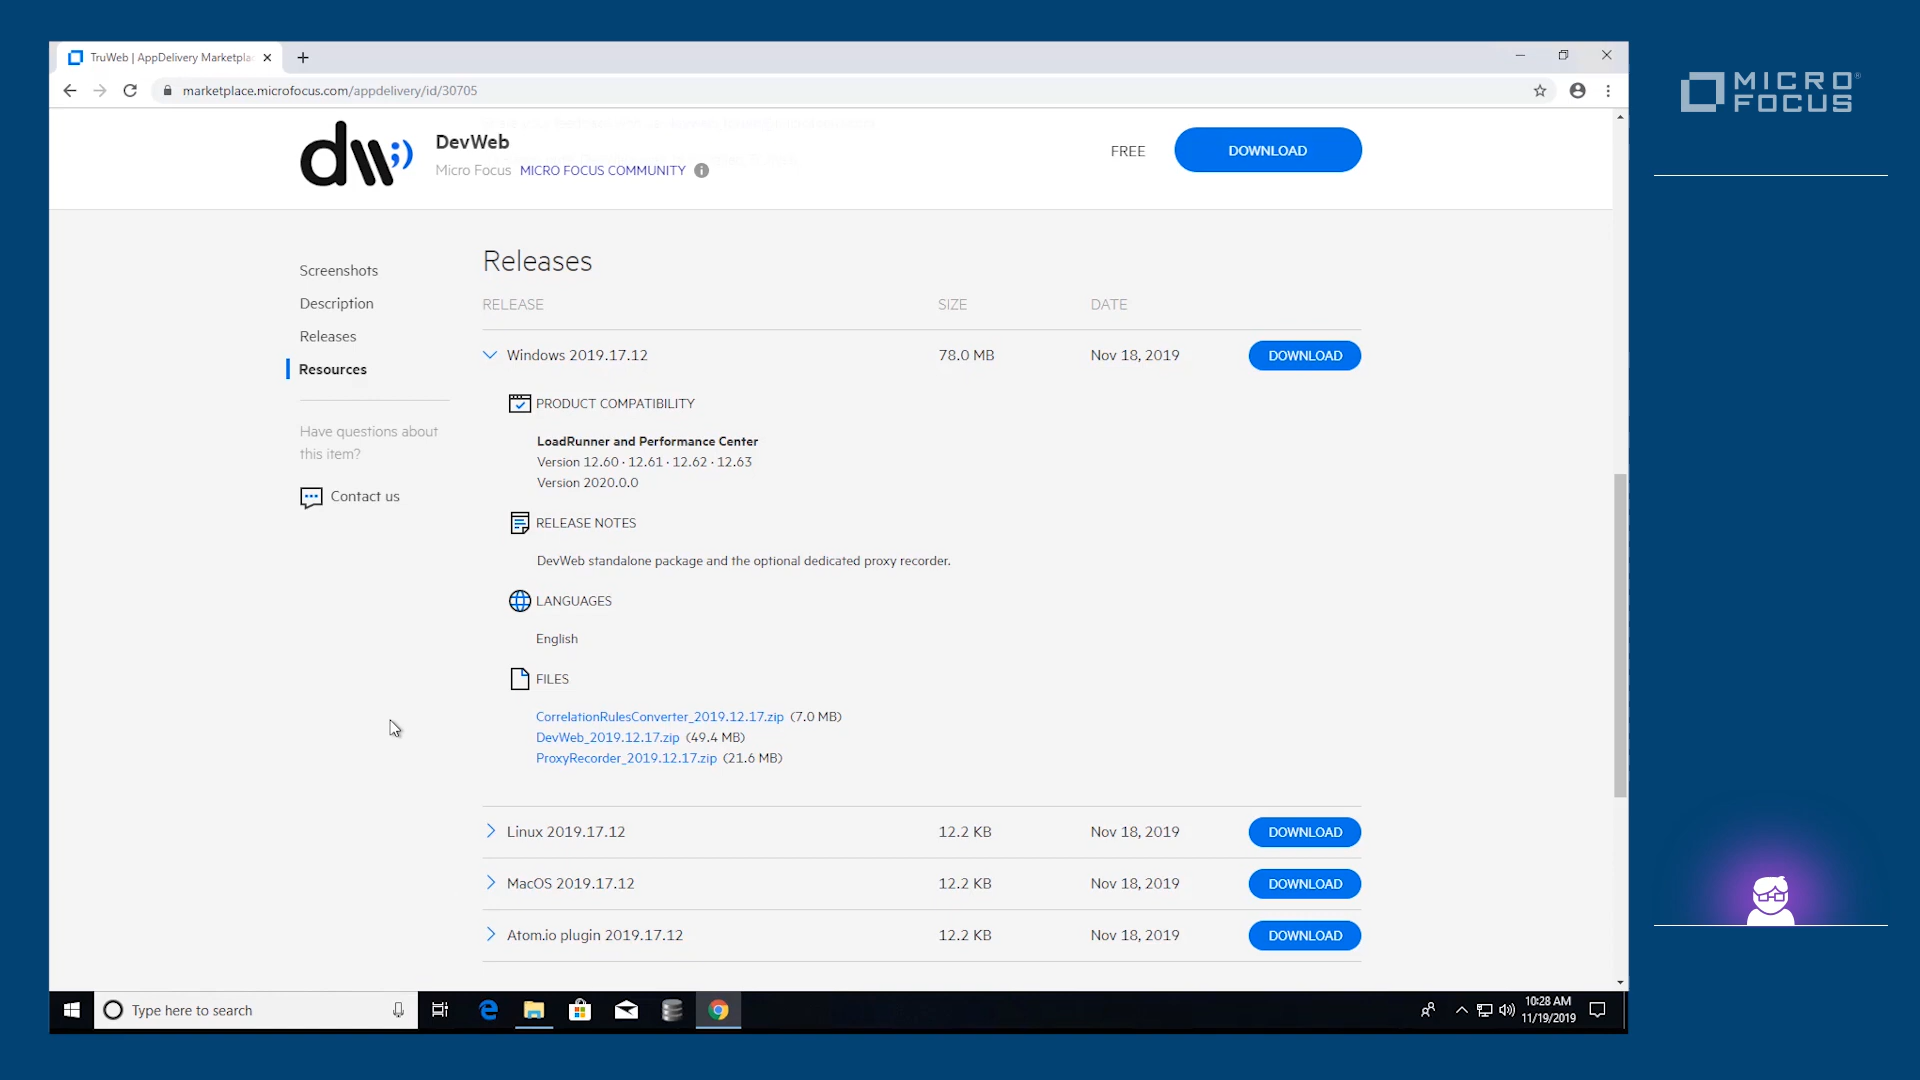 TruWeb | AppDelivery Marketpla
marketplace.microfocus.com/appdelivery/id/30705
MICRO
FOCUS
dw;)
DevWeb
Micro Focus MICRO FOCUS COMMUNITY
FREE
DOWNLOAD
Screenshots
Description
Releases
Resources
Have questions about
this item?
Contact us
Releases
RELEASE SIZE DATE
Windows 2019.17.12 78.0 MB Nov 18, 2019 DOWNLOAD
PRODUCT COMPATIBILITY
LoadRunner and Performance Center
Version 12.60 · 12.61 · 12.62 · 12.63
Version 2020.0.0
RELEASE NOTES
DevWeb standalone package and the optional dedicated proxy recorder.
LANGUAGES
English
FILES
CorrelationRulesConverter_2019.12.17.zip (7.0 MB)
DevWeb_2019.12.17.zip (49.4 MB)
ProxyRecorder_2019.12.17.zip (21.6 MB)
Linux 2019.17.12 12.2 KB Nov 18, 2019 DOWNLOAD
MacOS 2019.17.12 12.2 KB Nov 18, 2019 DOWNLOAD
Atom.io plugin 2019.17.12 12.2 KB Nov 18, 2019 DOWNLOAD
Type here to search
10:28 AM
11/19/2019